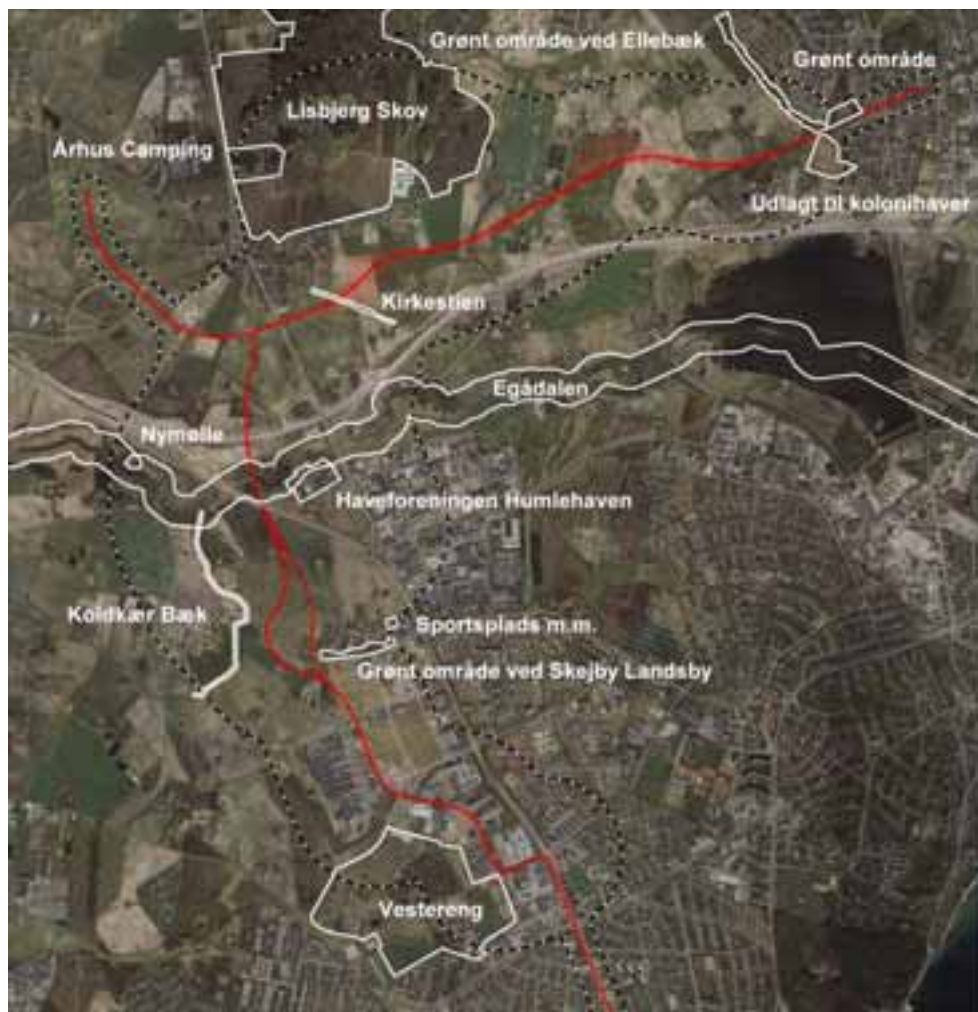 Grønt område ved Ellebæk
Grønt område
Lisbjerg Skov
Århus Camping
Udlagt til kolonihaver
Kirkestien
Egådalen
Nymølle
Haveforeningen Humlehaven
Koldkær Bæk
Sportsplads m.m.
Grønt område ved Skejby Landsby
Vestereng